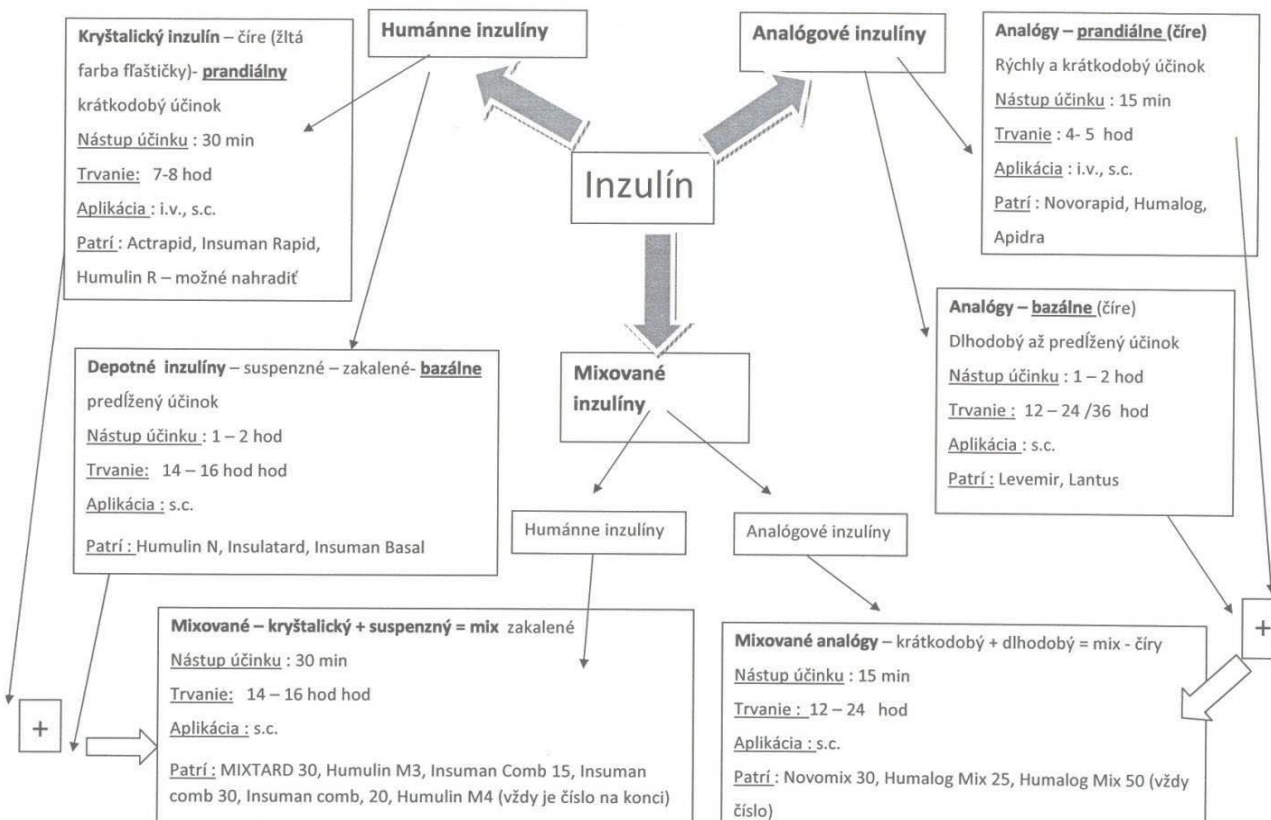 Inzulín
Humánne inzulíny
Kryštalický inzulín – číre (žltá
farba fľaštičky)- prandiálny
krátkodobý účinok
Nástup účinku : 30 min
Trvanie: 7-8 hod
Aplikácia : i.v., s.c.
Patrí : Actrapid, Insuman Rapid,
Humulin R – možné nahradiť
Depotné inzulíny – suspenzné – zakalené- bazálne
predĺžený účinok
Nástup účinku : 1 – 2 hod
Trvanie: 14 – 16 hod hod
Aplikácia : s.c.
Patrí : Humulin N, Insulatard, Insuman Basal
Analógové inzulíny
Analógy – prandiálne (číre)
Rýchly a krátkodobý účinok
Nástup účinku : 15 min
Trvanie : 4- 5 hod
Aplikácia : i.v., s.c.
Patrí : Novorapid, Humalog,
Apidra
Analógy – bazálne (číre)
Dlhodobý až predĺžený účinok
Nástup účinku : 1 – 2 hod
Trvanie : 12 – 24 /36 hod
Aplikácia : s.c.
Patrí : Levemir, Lantus
Mixované
inzulíny
Humánne inzulíny
Analógové inzulíny
+
Mixované – kryštalický + suspenzný = mix zakalené
Nástup účinku : 30 min
Trvanie: 14 – 16 hod hod
Aplikácia : s.c.
Patrí : MIXTARD 30, Humulin M3, Insuman Comb 15, Insuman
comb 30, Insuman comb, 20, Humulin M4 (vždy je číslo na konci)
+
Mixované analógy – krátkodobý + dlhodobý = mix - číry
Nástup účinku : 15 min
Trvanie : 12 – 24 hod
Aplikácia : s.c.
Patrí : Novomix 30, Humalog Mix 25, Humalog Mix 50 (vždy
číslo)